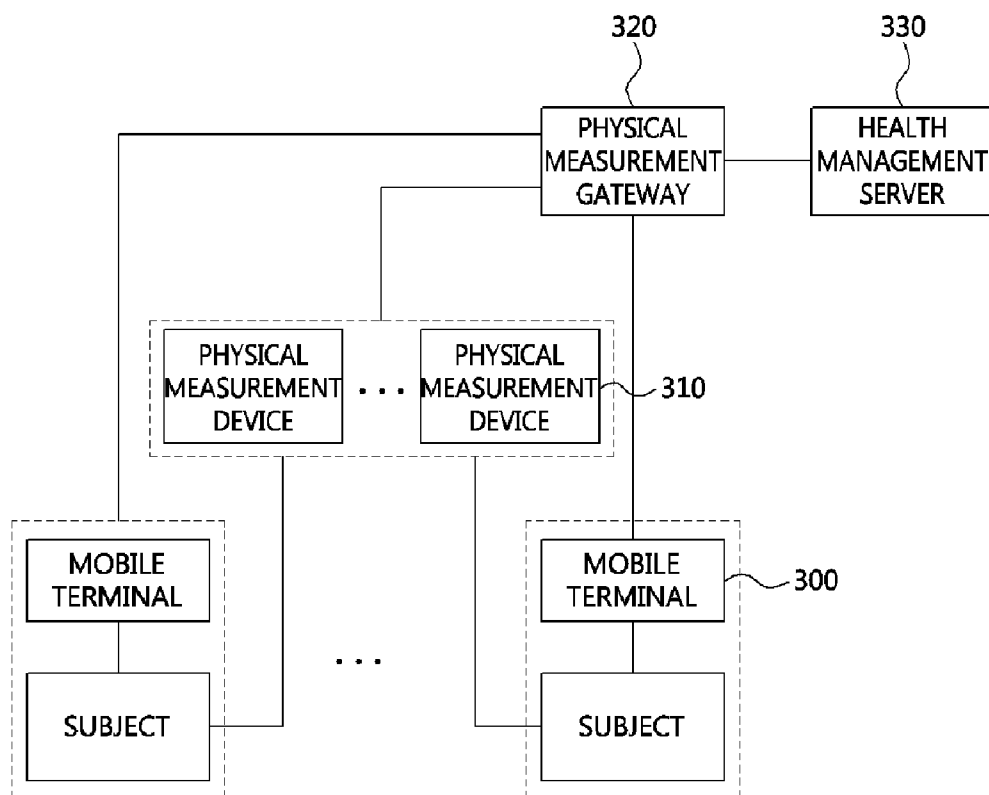 320
330
PHYSICAL
MEASUREMENT
GATEWAY
HEALTH
MANAGEMENT
SERVER
PHYSICAL
MEASUREMENT
DEVICE
...
PHYSICAL
MEASUREMENT
DEVICE
310
MOBILE
TERMINAL
MOBILE
TERMINAL
300
...
SUBJECT
SUBJECT